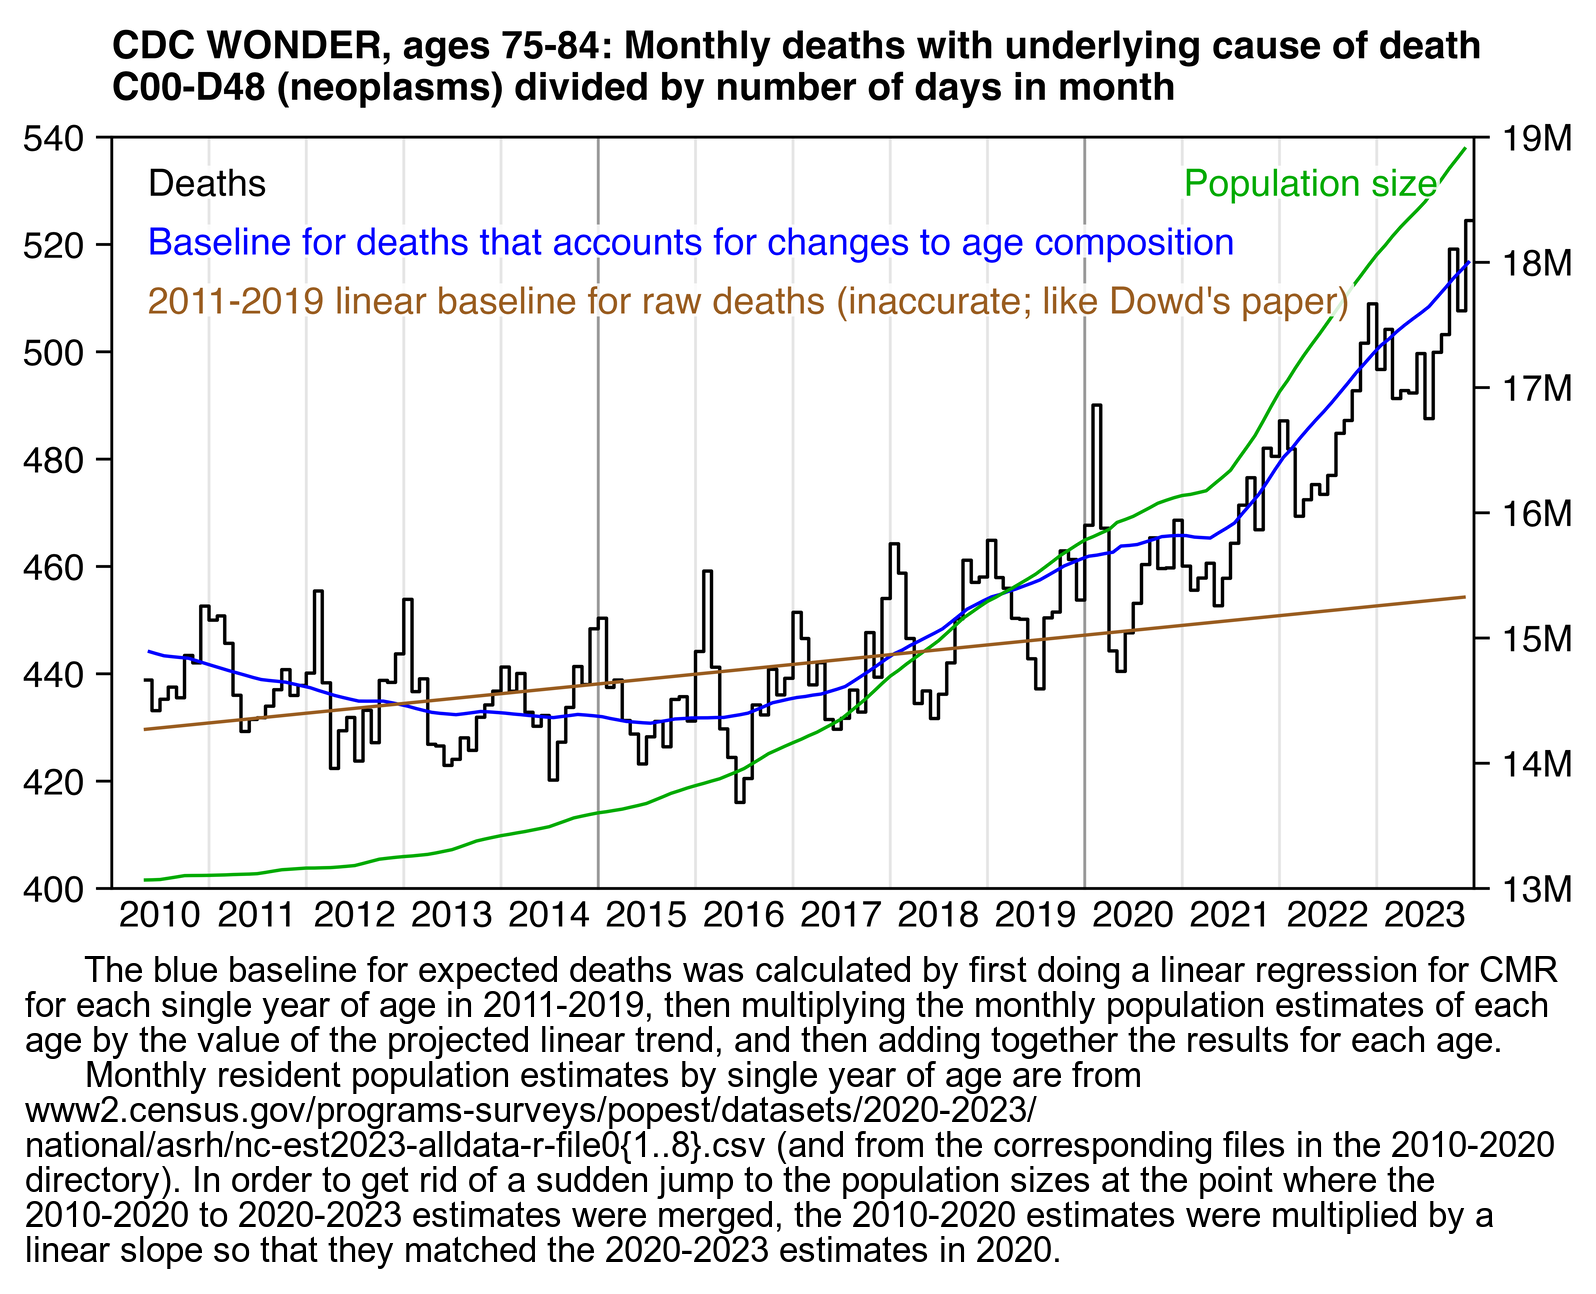 CDC WONDER, ages 75-84: Monthly deaths with underlying cause of death
C00-D48 (neoplasms) divided by number of days in month
540
520
500
480
460
440
420
400
19M
18M
17M
16M
15M
14M
13M
Deaths
Population size
Baseline for deaths that accounts for changes to age composition
2011-2019 linear baseline for raw deaths (inaccurate; like Dowd's paper)
2010 2011 2012 2013 2014 2015 2016 2017 2018 2019 2020 2021 2022 2023
The blue baseline for expected deaths was calculated by first doing a linear regression for CMR
for each single year of age in 2011-2019, then multiplying the monthly population estimates of each
age by the value of the projected linear trend, and then adding together the results for each age.
Monthly resident population estimates by single year of age are from
www2.census.gov/programs-surveys/popest/datasets/2020-2023/
national/asrh/nc-est2023-alldata-r-file0{1..8}.csv (and from the corresponding files in the 2010-2020
directory). In order to get rid of a sudden jump to the population sizes at the point where the
2010-2020 to 2020-2023 estimates were merged, the 2010-2020 estimates were multiplied by a
linear slope so that they matched the 2020-2023 estimates in 2020.